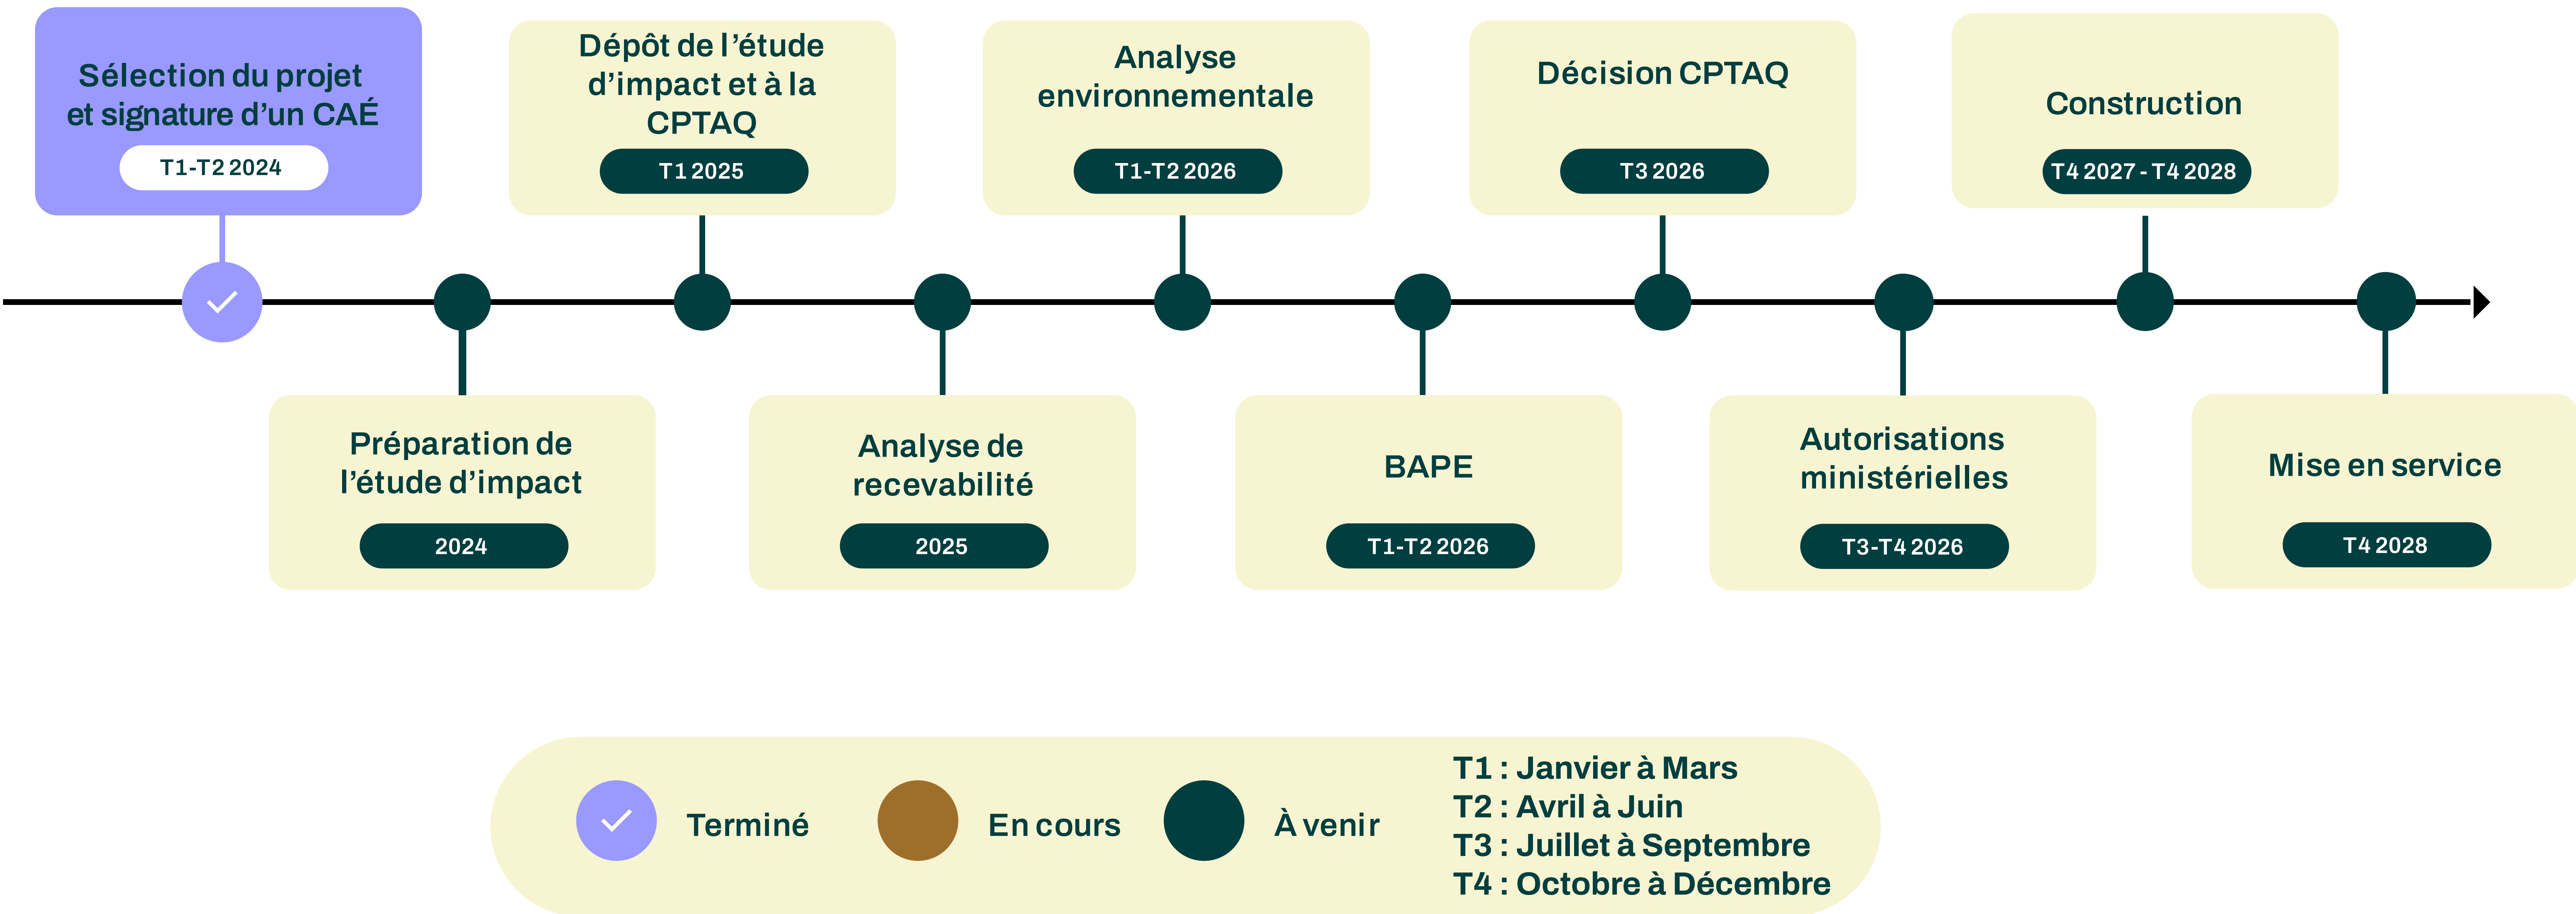 Sélection du projet
et signature d’un CAÉ
T1-T2 2024
Dépôt de l’étude
d’impact et à la
CPTAQ
T1 2025
Analyse
environnementale
T1-T2 2026
Décision CPTAQ
T3 2026
Construction
T4 2027 - T4 2028
Préparation de
l’étude d’impact
2024
Analyse de
recevabilité
2025
BAPE
T1-T2 2026
Autorisations
ministérielles
T3-T4 2026
Mise en service
T4 2028
Terminé
En cours
À venir
T1 : Janvier à Mars
T2 : Avril à Juin
T3 : Juillet à Septembre
T4 : Octobre à Décembre